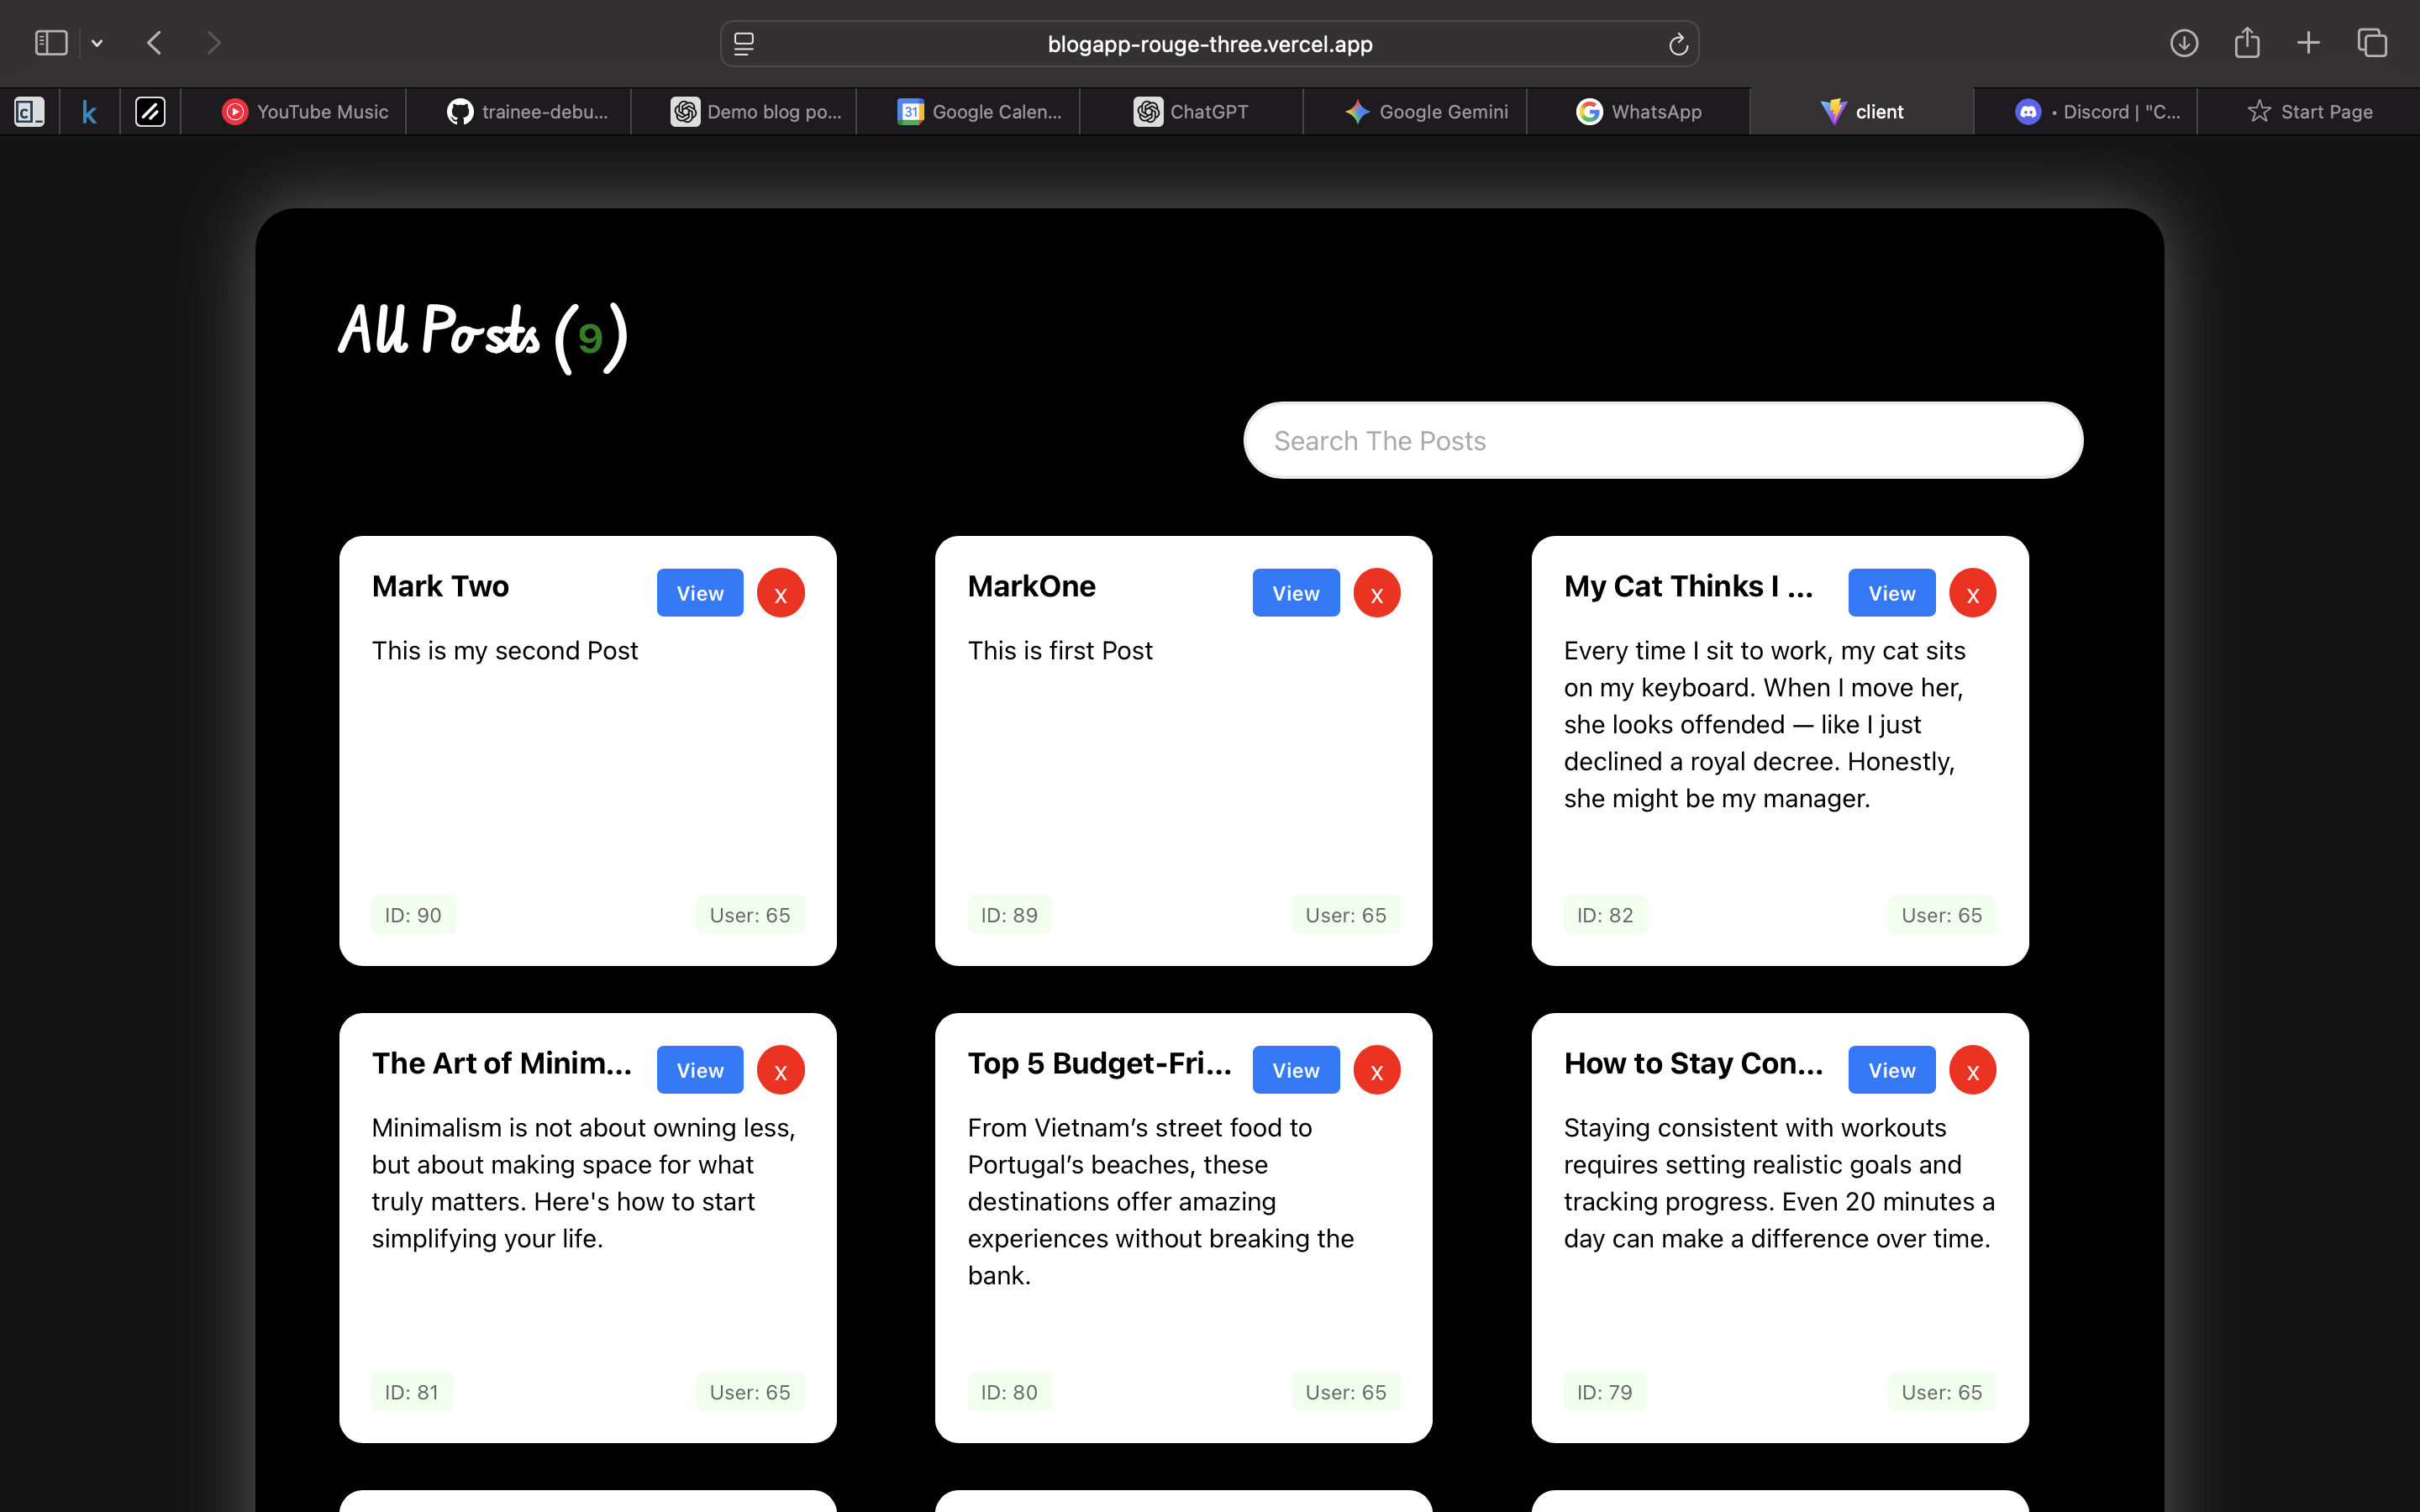 blogapp-rouge-three.vercel.app
YouTube Music
trainee-debu...
Demo blog po...
31
Google Calen...
ChatGPT
Google Gemini
WhatsApp
client
• Discord | "C...
Start Page
All Posts (9)
Search The Posts
Mark Two
View
x
This is my second Post
ID: 90
User: 65
MarkOne
View
x
This is first Post
ID: 89
User: 65
My Cat Thinks I ...
View
x
Every time I sit to work, my cat sits
on my keyboard. When I move her,
she looks offended — like I just
declined a royal decree. Honestly,
she might be my manager.
ID: 82
User: 65
The Art of Minim...
View
x
Minimalism is not about owning less,
but about making space for what
truly matters. Here's how to start
simplifying your life.
ID: 81
User: 65
Top 5 Budget-Fri...
View
x
From Vietnam’s street food to
Portugal’s beaches, these
destinations offer amazing
experiences without breaking the
bank.
ID: 80
User: 65
How to Stay Con...
View
x
Staying consistent with workouts
requires setting realistic goals and
tracking progress. Even 20 minutes a
day can make a difference over time.
ID: 79
User: 65